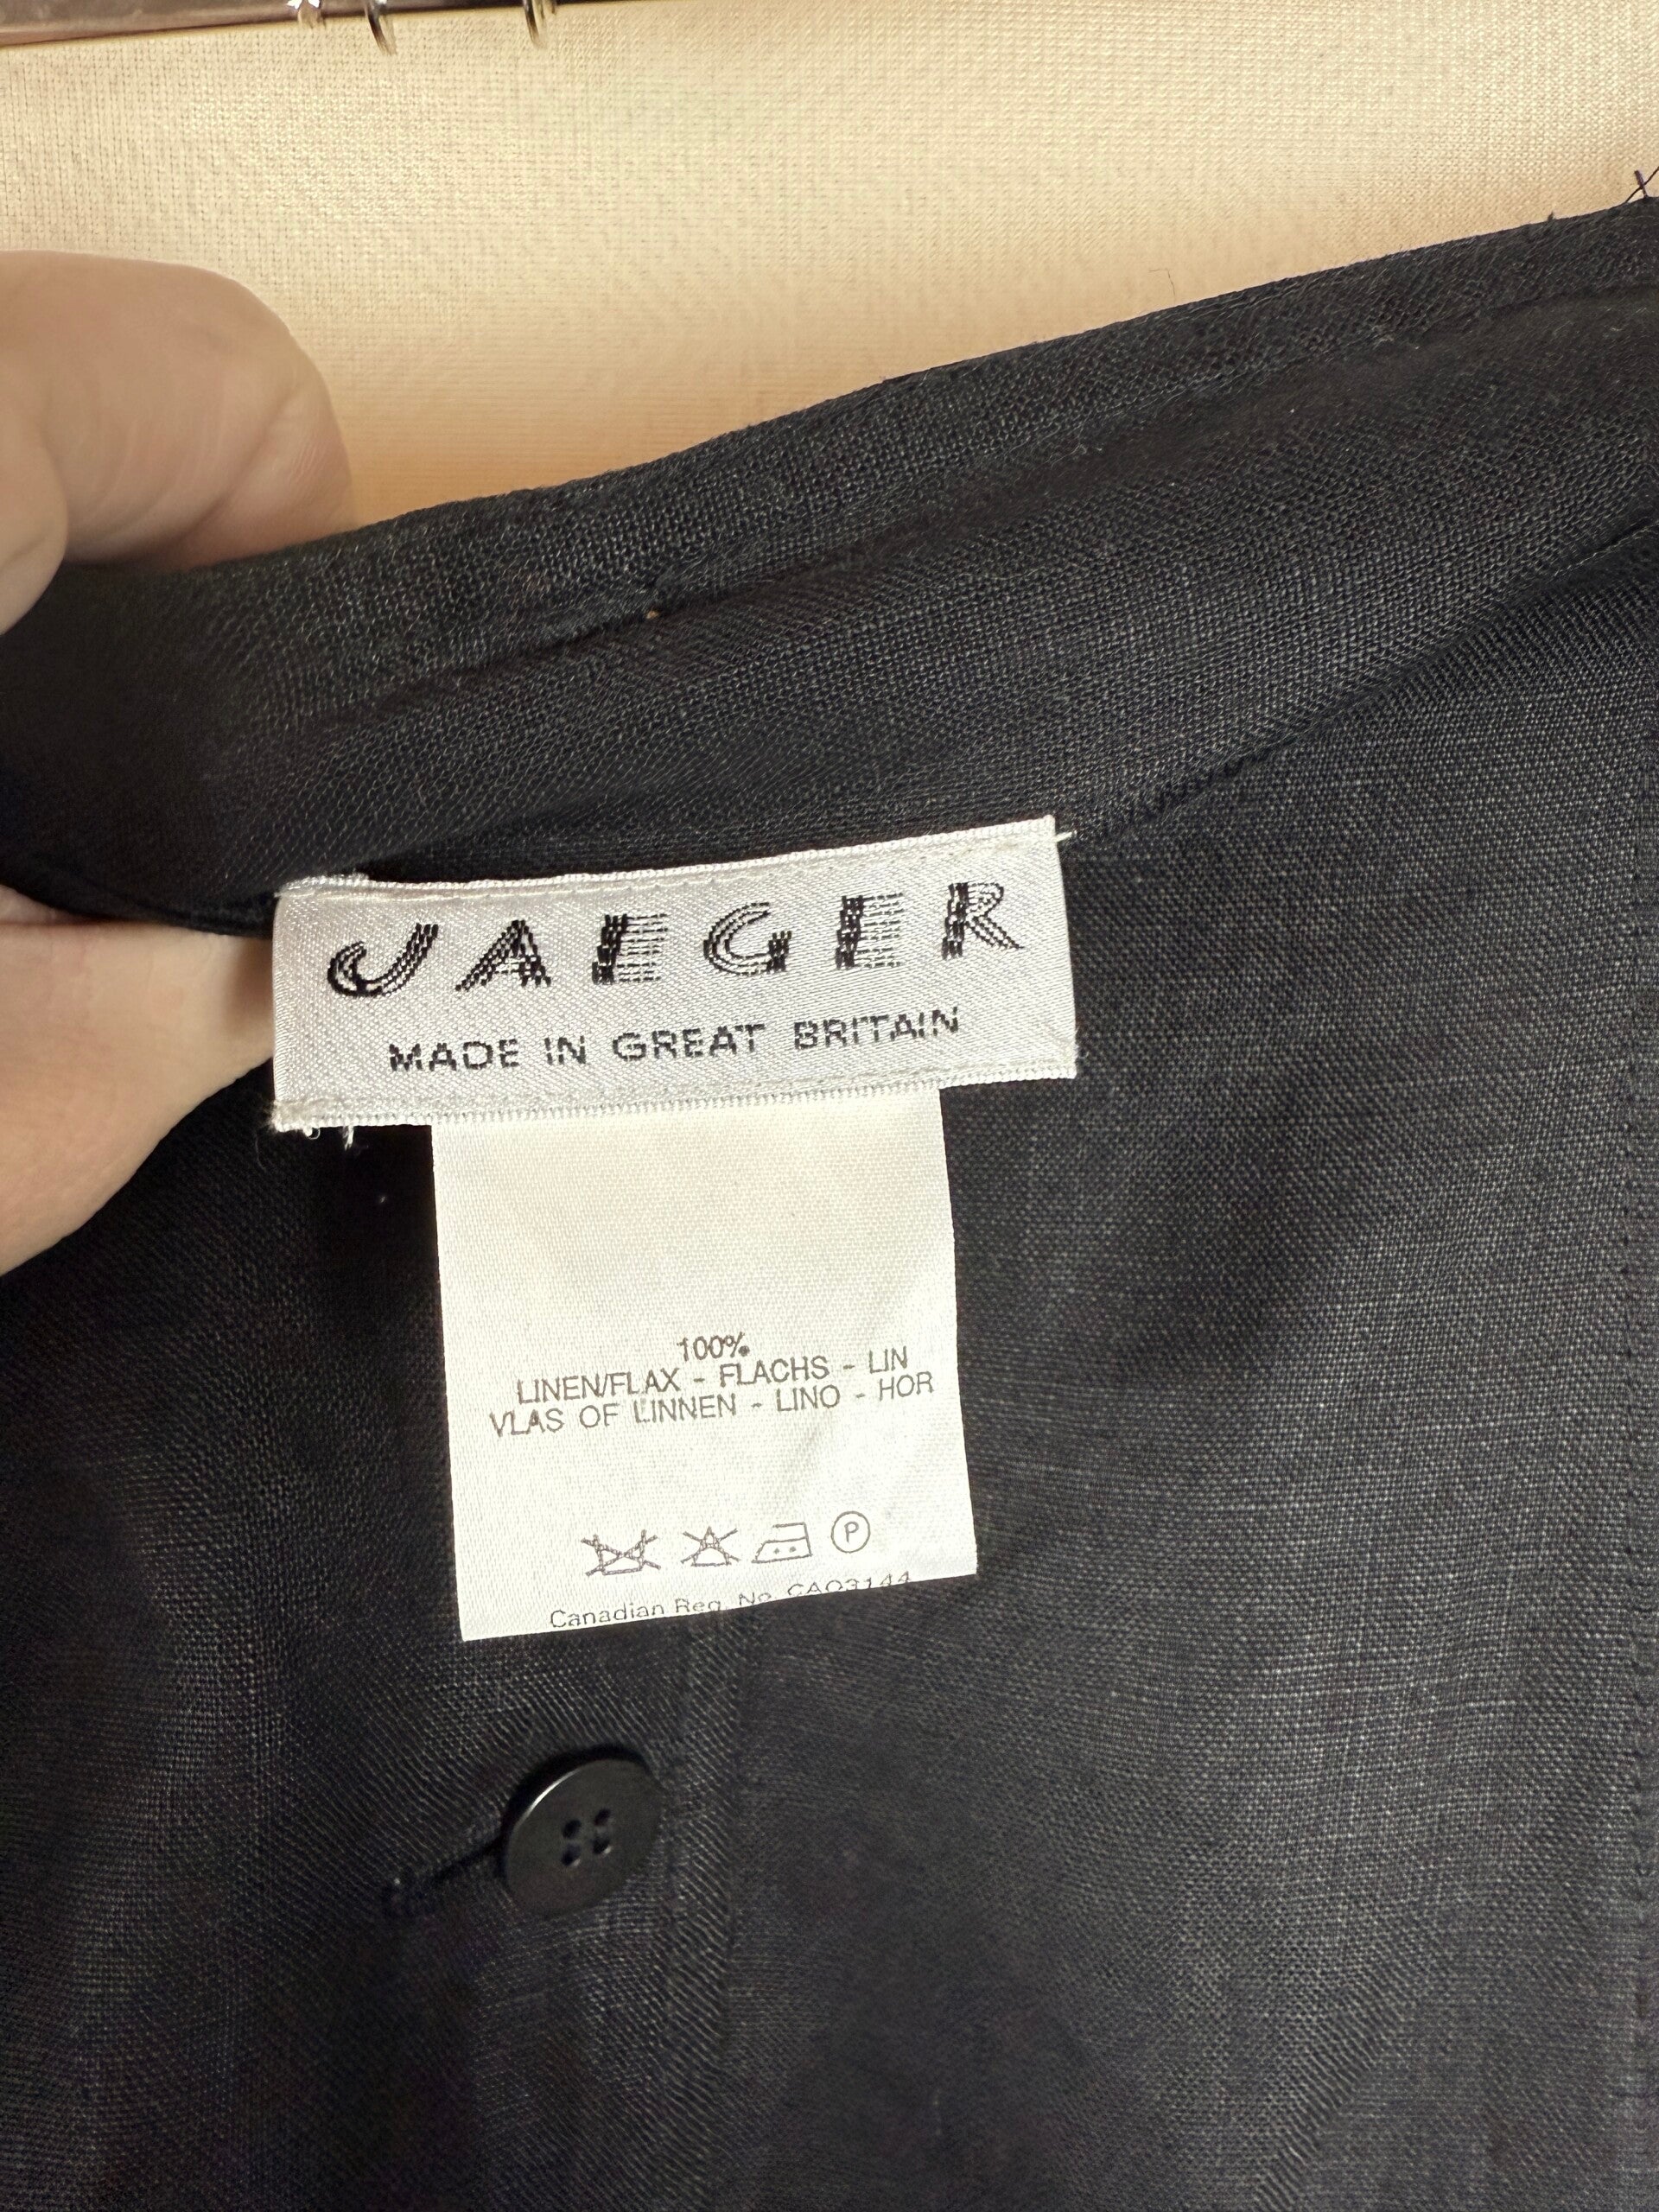 JAEGER
MADE IN GREAT BRITAIN
100%
LINEN/FLAX - FLACHS - LIN
VLAS OF LINNEN - LINO - HOR
P
Canadian Reg. No. CA03144